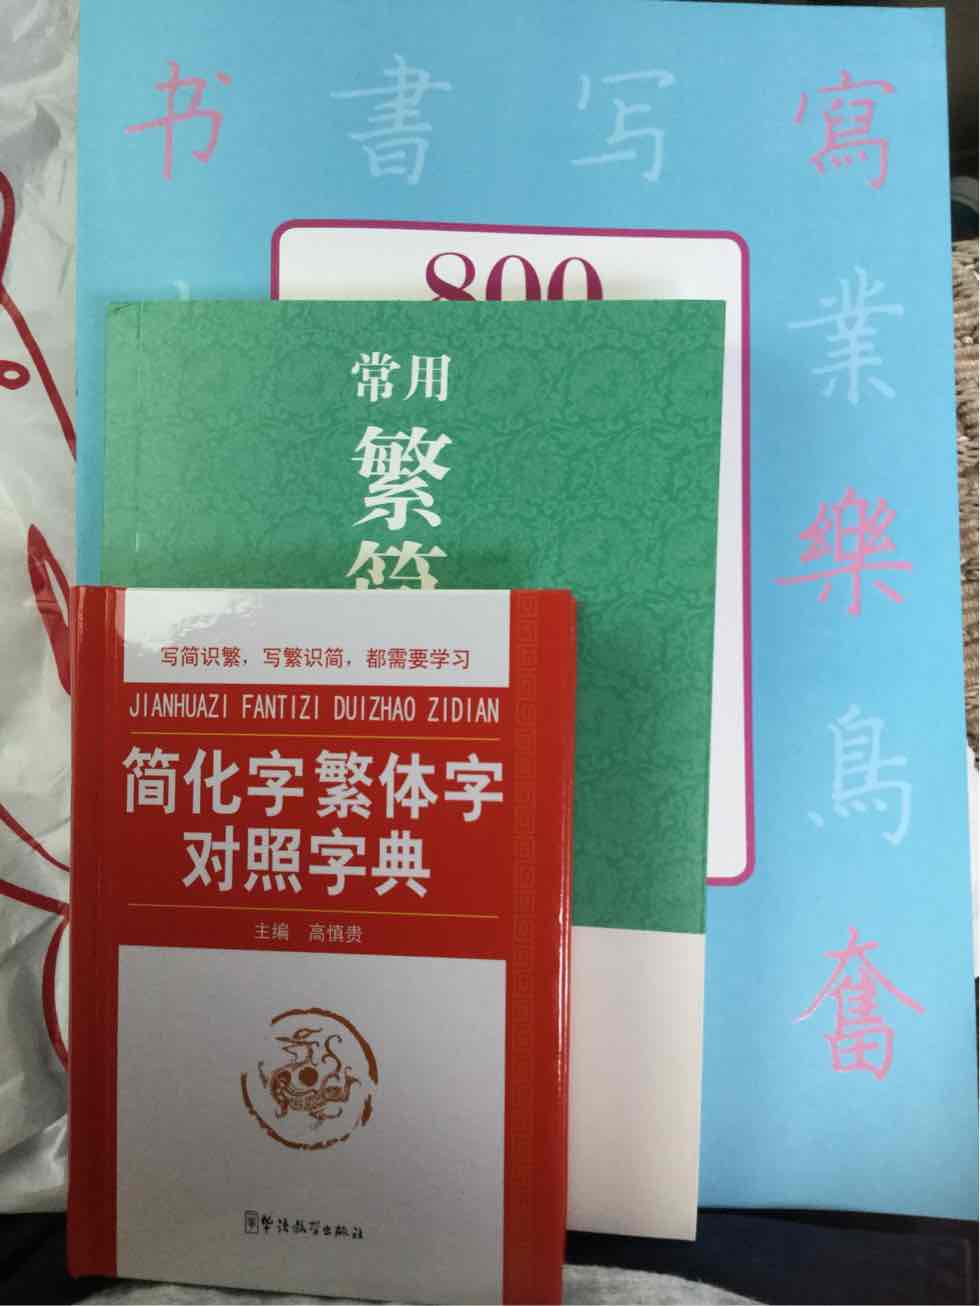 书 書 写 寫
800
業
樂
鳥
奮
常用
繁
简
写简识繁，写繁识简，都需要学习
JIANHUAZI FANTIZI DUIZHAO ZIDIAN
简化字繁体字
对照字典
主编 高慎贵
华语教学出版社